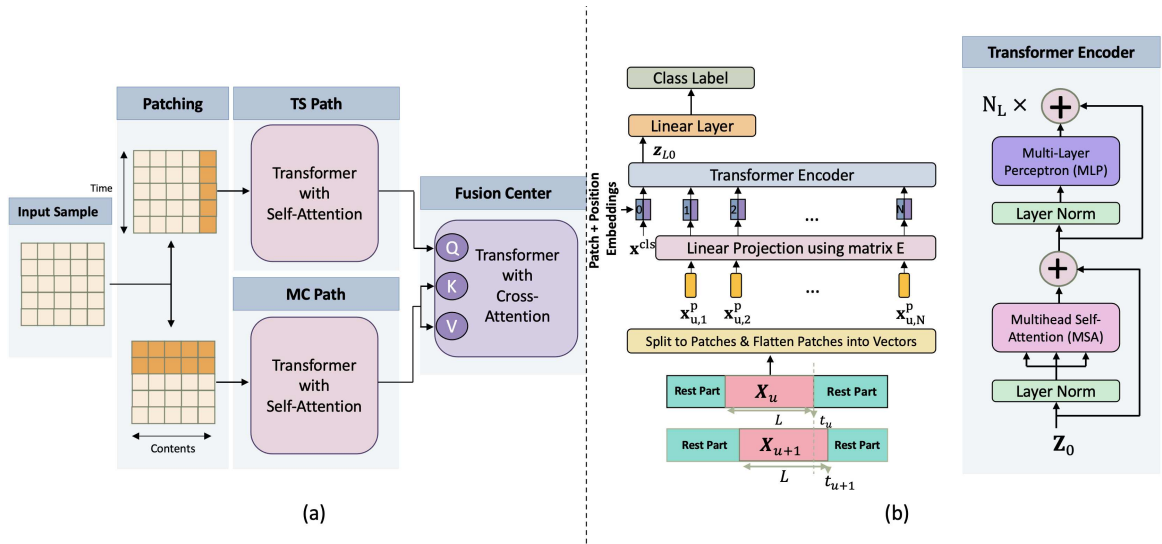 Input Sample
Patching
Time
Contents
TS Path
Transformer
with
Self-Attention
MC Path
Transformer
with
Self-Attention
Fusion Center
Q
K
V
Transformer
with
Cross-
Attention
(a)
Class Label
Linear Layer
z_{L0}
Transformer Encoder
Patch + Position
Embeddings
0 1 2 ... N
x^{cls}
Linear Projection using matrix E
...
x^{p}_{u,1} x^{p}_{u,2} x^{p}_{u,N}
Split to Patches & Flatten Patches into Vectors
Rest Part X_u Rest Part
L t_u
Rest Part X_{u+1} Rest Part
L t_{u+1}
(b)
Transformer Encoder
N_L ×
+
Multi-Layer
Perceptron (MLP)
Layer Norm
+
Multihead Self-
Attention (MSA)
Layer Norm
Z_0